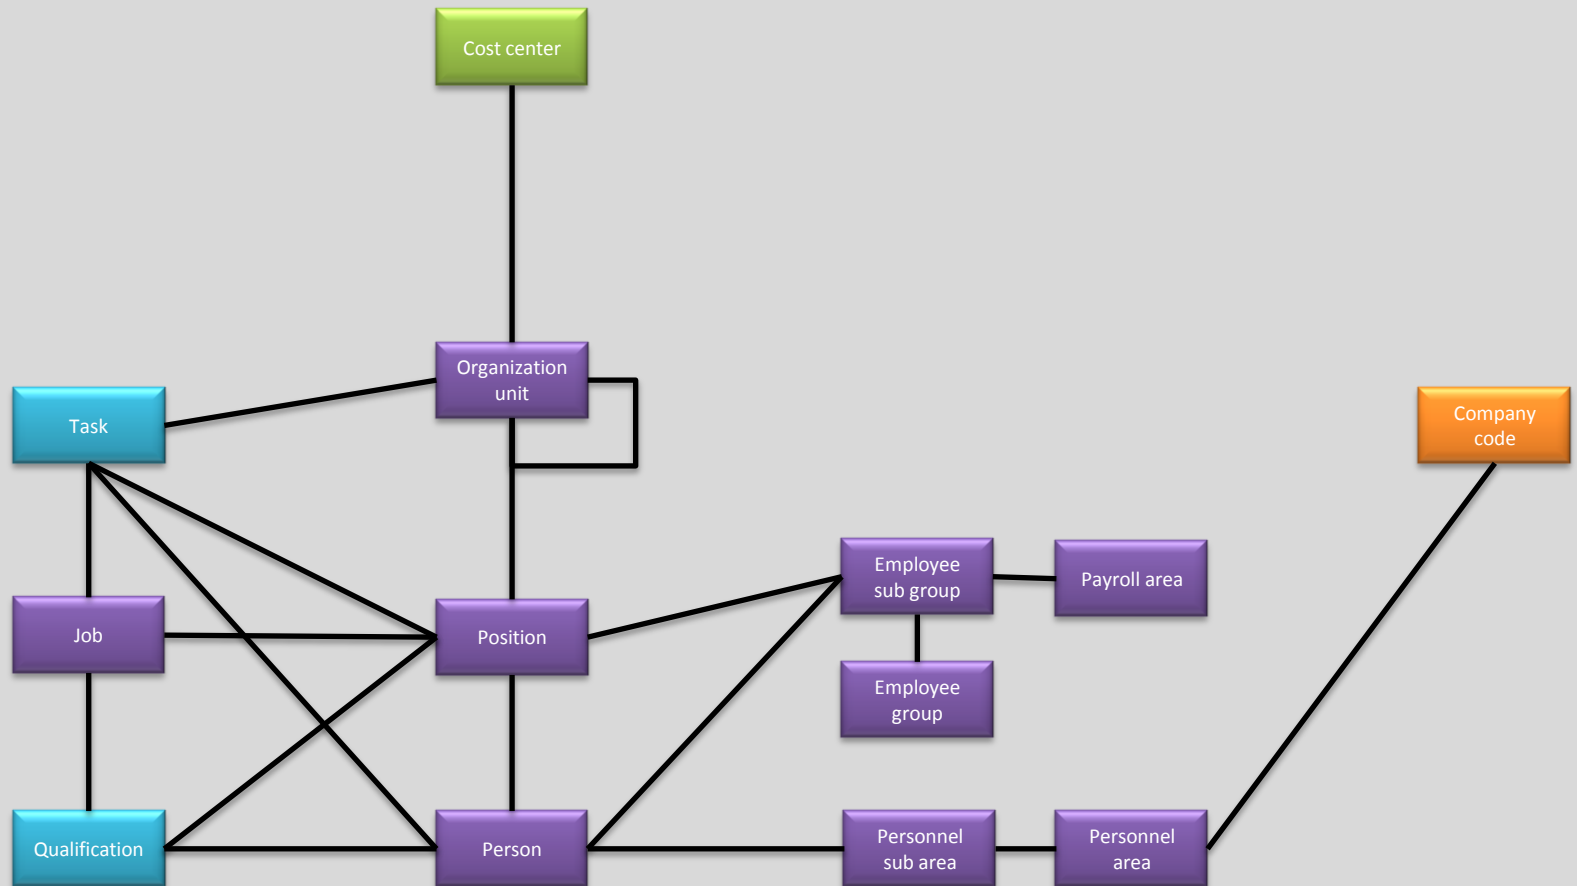 Cost center
Organization
unit
Task
Company
code
Employee
sub group
Payroll area
Job
Position
Employee
group
Qualification
Person
Personnel
sub area
Personnel
area